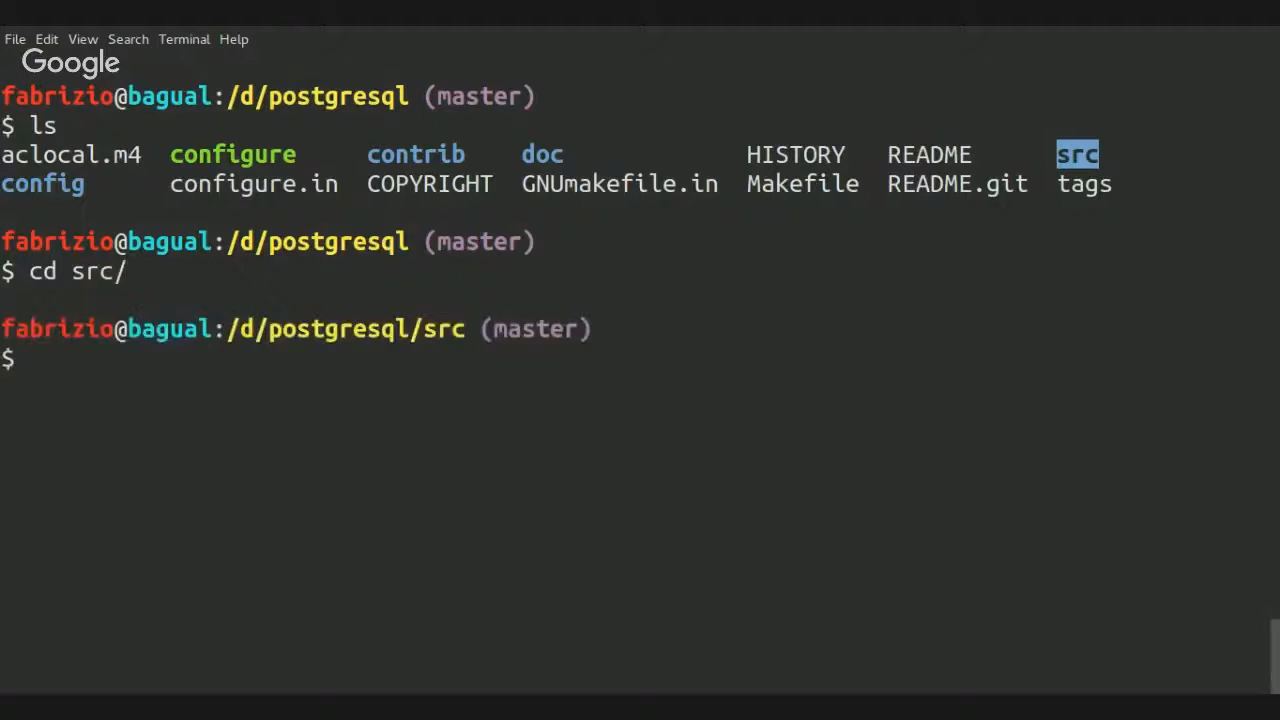 File Edit View Search Terminal Help
Google
fabrizio@bagual:/d/postgresql (master)
$ ls
aclocal.m4 configure contrib doc HISTORY README src
config configure.in COPYRIGHT GNUmakefile.in Makefile README.git tags
fabrizio@bagual:/d/postgresql (master)
$ cd src/
fabrizio@bagual:/d/postgresql/src (master)
$